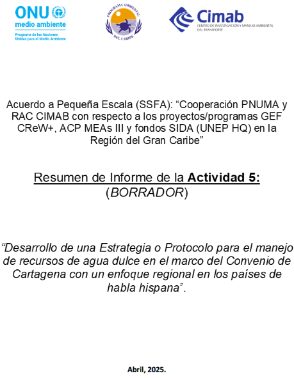 ONU
medio ambiente
Programa de las Naciones
Unidas para el Medio Ambiente
Cimab
Acuerdo a Pequeña Escala (SSFA): “Cooperación PNUMA y
RAC CIMAB con respecto a los proyectos/programas GEF
CReW+, ACP MEAs III y fondos SIDA (UNEP HQ) en la
Región del Gran Caribe”
Resumen de Informe de la Actividad 5:
(BORRADOR)
“Desarrollo de una Estrategia o Protocolo para el manejo
de recursos de agua dulce en el marco del Convenio de
Cartagena con un enfoque regional en los países de
habla hispana”.
Abril, 2025.